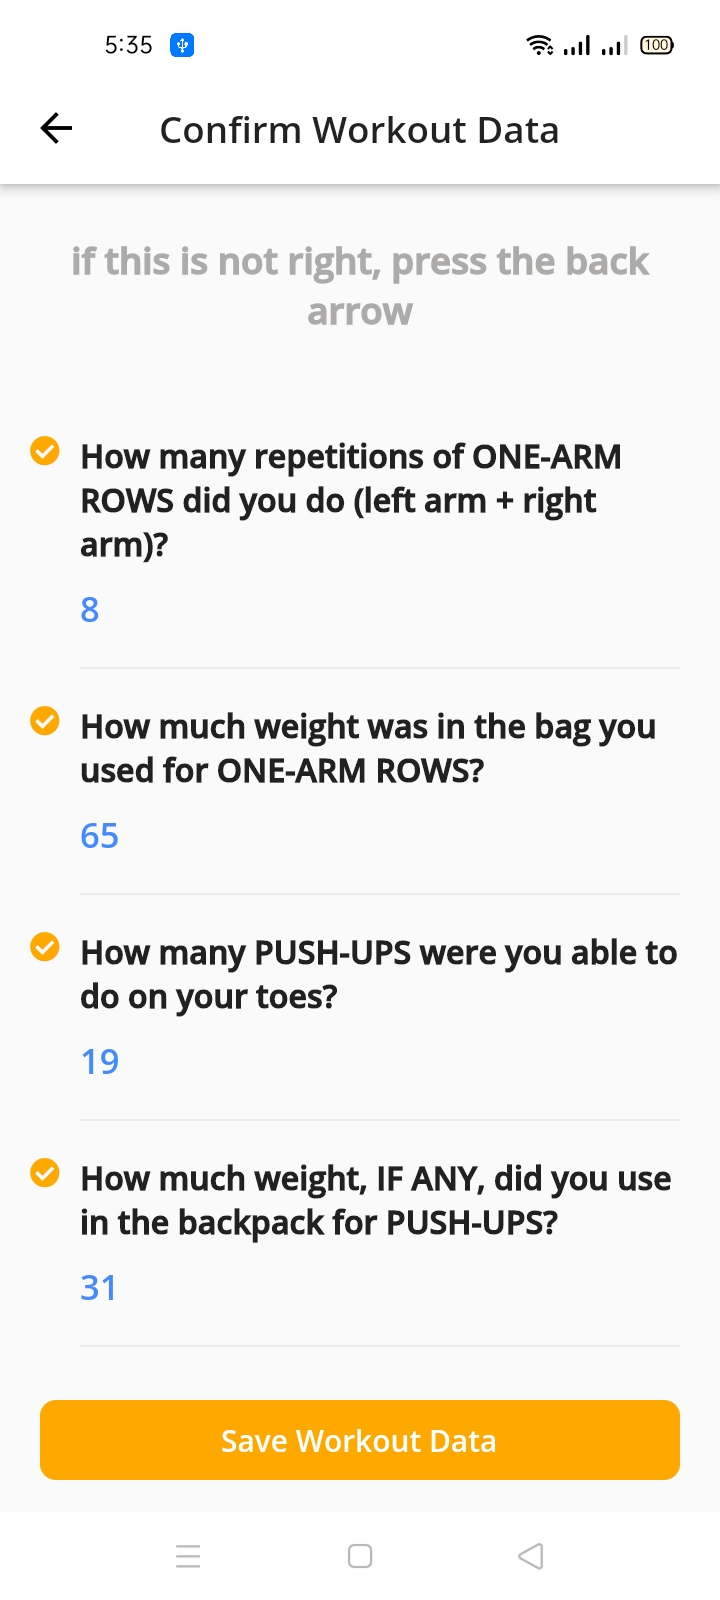 5:35
100
Confirm Workout Data
if this is not right, press the back
arrow
How many repetitions of ONE-ARM
ROWS did you do (left arm + right
arm)?
8
How much weight was in the bag you
used for ONE-ARM ROWS?
65
How many PUSH-UPS were you able to
do on your toes?
19
How much weight, IF ANY, did you use
in the backpack for PUSH-UPS?
31
Save Workout Data